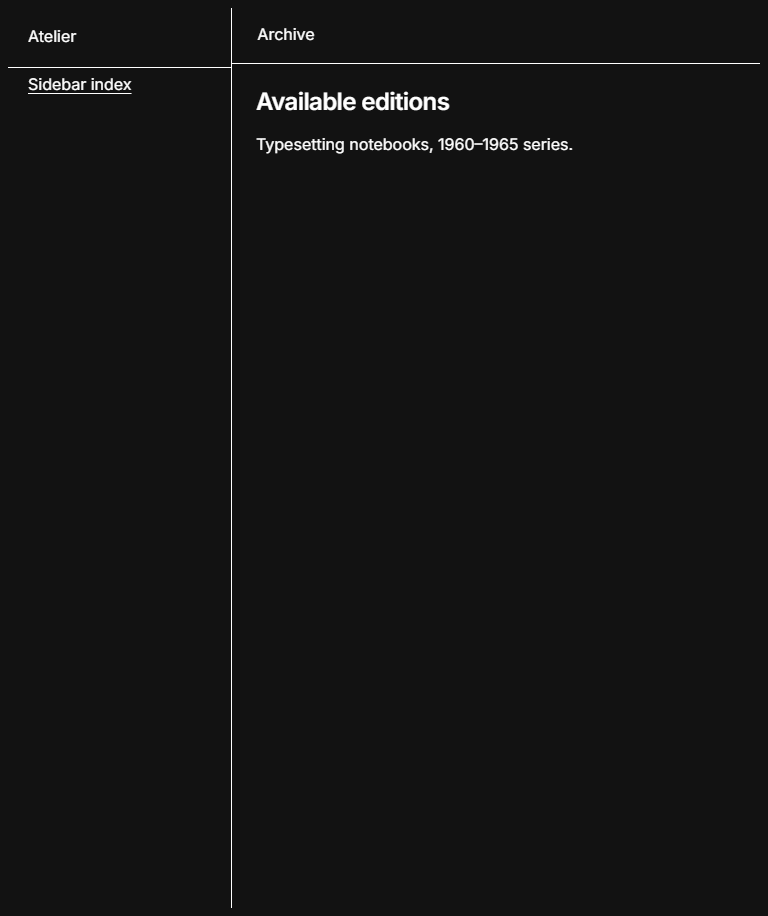 Atelier
Sidebar index
Archive
Available editions
Typesetting notebooks, 1960–1965 series.